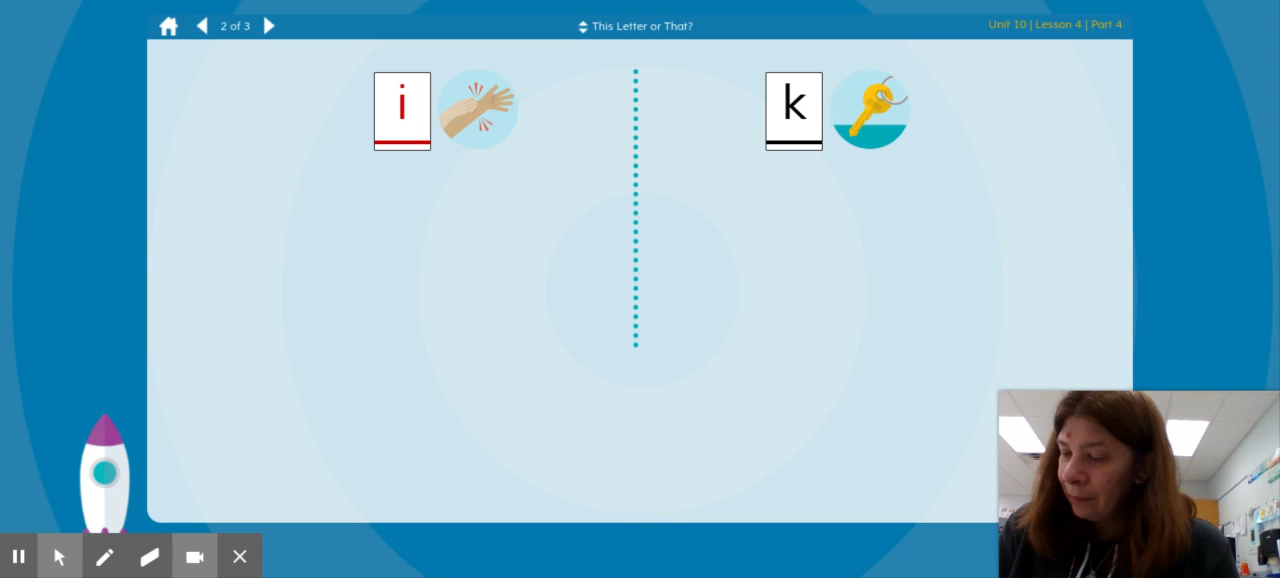 2 of 3
This Letter or That?
Unit 10 | Lesson 4 | Part 4
i
k